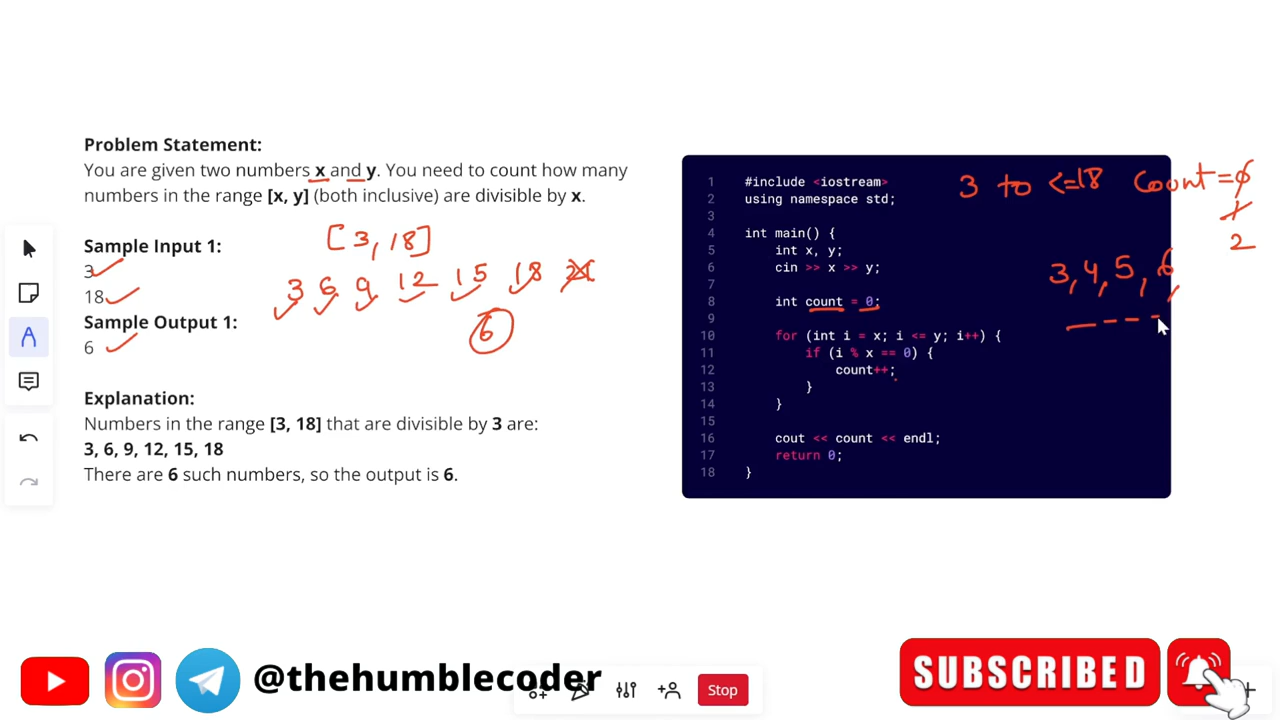 Problem Statement:
You are given two numbers x and y. You need to count how many
numbers in the range [x, y] (both inclusive) are divisible by x.
Sample Input 1:
3
18
Sample Output 1:
6
[3, 18]
3 6 9 12 15 18 21
6
Explanation:
Numbers in the range [3, 18] that are divisible by 3 are:
3, 6, 9, 12, 15, 18
There are 6 such numbers, so the output is 6.
1 #include <iostream>
2 using namespace std;
3
4 int main() {
5 int x, y;
6 cin >> x >> y;
7
8 int count = 0;
9
10 for (int i = x; i <= y; i++) {
11 if (i % x == 0) {
12 count++;
13 }
14 }
15
16 cout << count << endl;
17 return 0;
18 }
3 to <=18 Count=0
1
2
3, 4, 5, 6,
@thehumblecoder
Stop
SUBSCRIBED